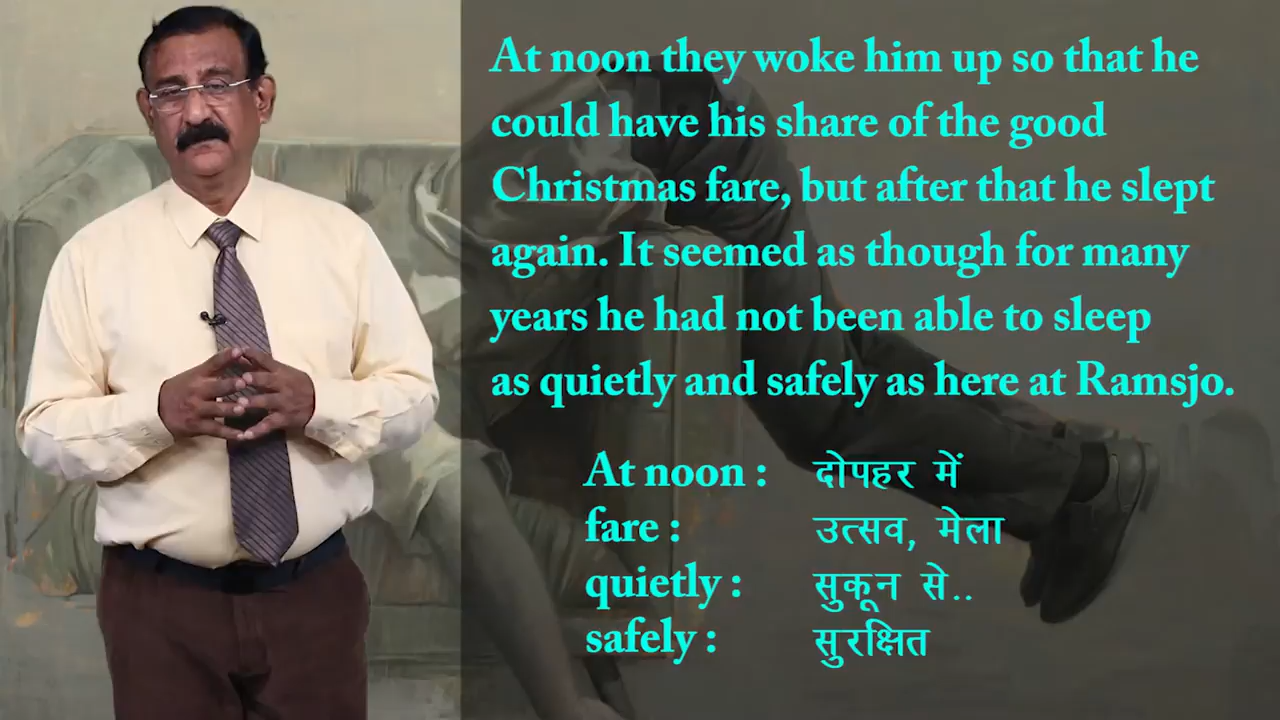 At noon they woke him up so that he
could have his share of the good
Christmas fare, but after that he slept
again. It seemed as though for many
years he had not been able to sleep
as quietly and safely as here at Ramsjo.
At noon : दोपहर में
fare : उत्सव, मेला
quietly : सुकून से..
safely : सुरक्षित